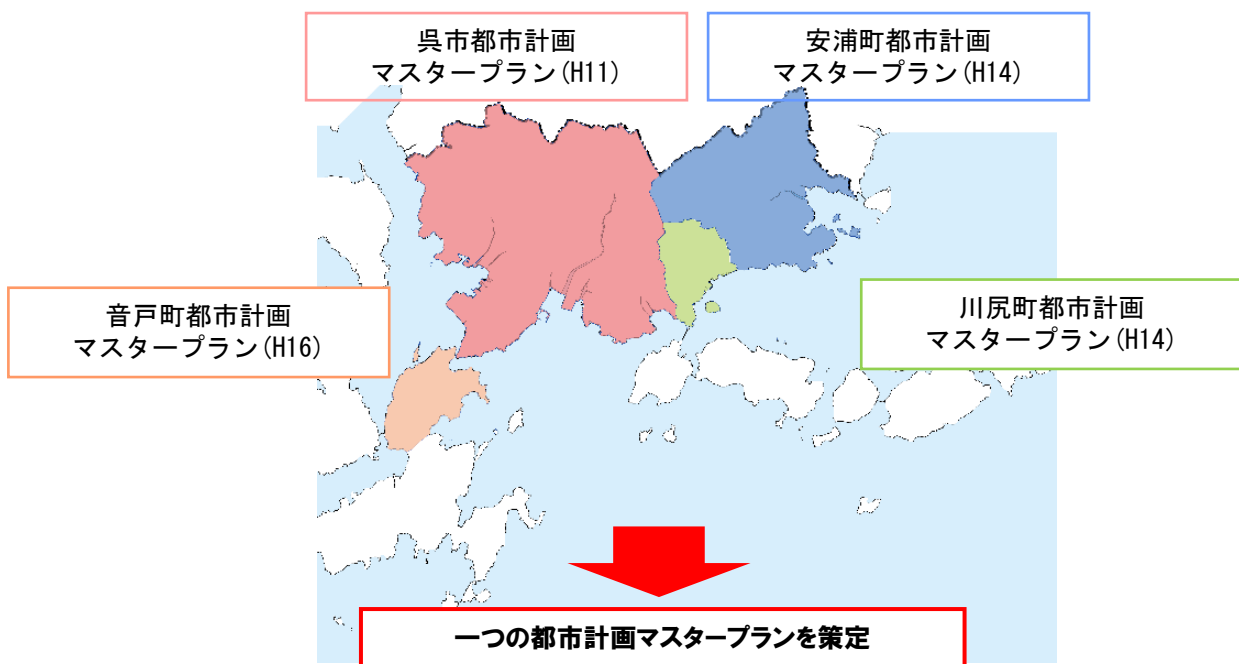 呉市都市計画
マスタープラン(H11)
安浦町都市計画
マスタープラン(H14)
音戸町都市計画
マスタープラン(H16)
川尻町都市計画
マスタープラン(H14)
一つの都市計画マスタープランを策定